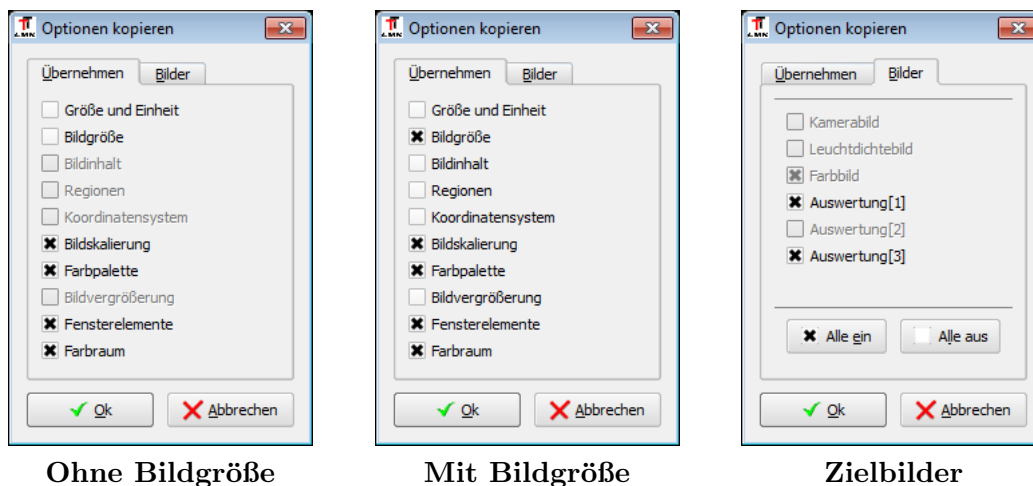 Optionen kopieren
Übernehmen Bilder
Größe und Einheit
Bildgröße
Bildinhalt
Regionen
Koordinatensystem
Bildskalierung
Farbpalette
Bildvergrößerung
Fensterelemente
Farbraum
Ok Abbrechen
Ohne Bildgröße
Optionen kopieren
Übernehmen Bilder
Größe und Einheit
Bildgröße
Bildinhalt
Regionen
Koordinatensystem
Bildskalierung
Farbpalette
Bildvergrößerung
Fensterelemente
Farbraum
Ok Abbrechen
Mit Bildgröße
Optionen kopieren
Übernehmen Bilder
Kamerabild
Leuchtdichtebild
Farbbild
Auswertung[1]
Auswertung[2]
Auswertung[3]
Alle ein Alle aus
Ok Abbrechen
Zielbilder